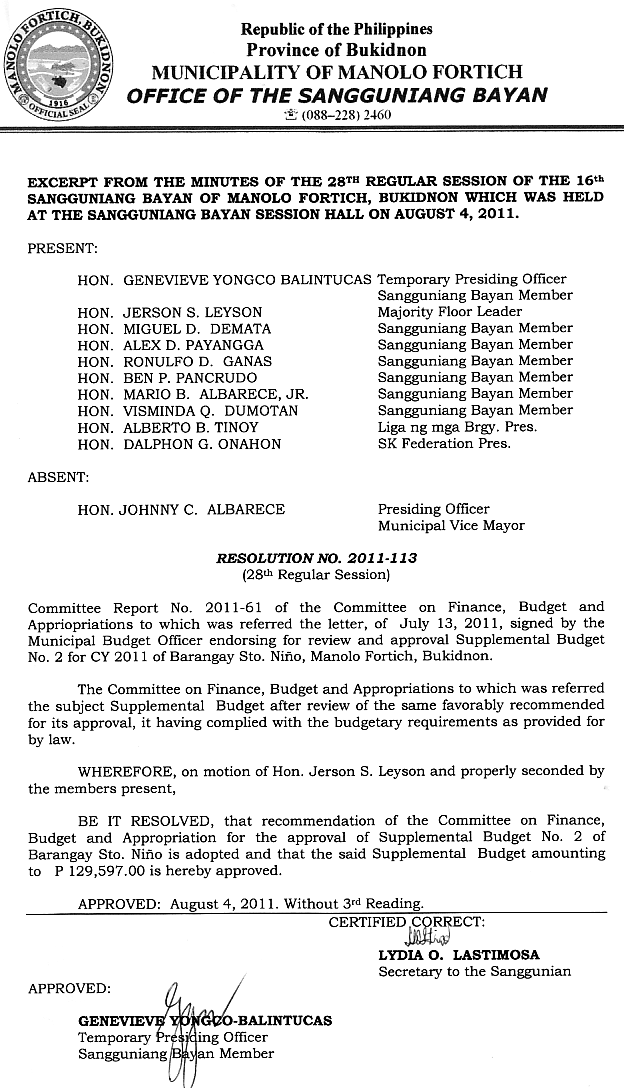 Republic of the Philippines
Province of Bukidnon
MUNICIPALITY OF MANOLO FORTICH
OFFICE OF THE SANGGUNIANG BAYAN
☏ (088–228) 2460
MANOLO FORTICH, BUKIDNON
1916
OFFICIAL SEAL
EXCERPT FROM THE MINUTES OF THE 28TH REGULAR SESSION OF THE 16th
SANGGUNIANG BAYAN OF MANOLO FORTICH, BUKIDNON WHICH WAS HELD
AT THE SANGGUNIANG BAYAN SESSION HALL ON AUGUST 4, 2011.
PRESENT:
HON. GENEVIEVE YONGCO BALINTUCAS Temporary Presiding Officer
Sangguniang Bayan Member
HON. JERSON S. LEYSON Majority Floor Leader
HON. MIGUEL D. DEMATA Sangguniang Bayan Member
HON. ALEX D. PAYANGGA Sangguniang Bayan Member
HON. RONULFO D. GANAS Sangguniang Bayan Member
HON. BEN P. PANCRUDO Sangguniang Bayan Member
HON. MARIO B. ALBARECE, JR. Sangguniang Bayan Member
HON. VISMINDA Q. DUMOTAN Sangguniang Bayan Member
HON. ALBERTO B. TINOY Liga ng mga Brgy. Pres.
HON. DALPHON G. ONAHON SK Federation Pres.
ABSENT:
HON. JOHNNY C. ALBARECE Presiding Officer
Municipal Vice Mayor
RESOLUTION NO. 2011-113
(28th Regular Session)
Committee Report No. 2011-61 of the Committee on Finance, Budget and
Appriopriations to which was referred the letter, of July 13, 2011, signed by the
Municipal Budget Officer endorsing for review and approval Supplemental Budget
No. 2 for CY 2011 of Barangay Sto. Niño, Manolo Fortich, Bukidnon.
The Committee on Finance, Budget and Appropriations to which was referred
the subject Supplemental Budget after review of the same favorably recommended
for its approval, it having complied with the budgetary requirements as provided for
by law.
WHEREFORE, on motion of Hon. Jerson S. Leyson and properly seconded by
the members present,
BE IT RESOLVED, that recommendation of the Committee on Finance,
Budget and Appropriation for the approval of Supplemental Budget No. 2 of
Barangay Sto. Niño is adopted and that the said Supplemental Budget amounting
to P 129,597.00 is hereby approved.
APPROVED: August 4, 2011. Without 3rd Reading.
CERTIFIED CORRECT:
LYDIA O. LASTIMOSA
Secretary to the Sanggunian
APPROVED:
GENEVIEVE YONGCO-BALINTUCAS
Temporary Presiding Officer
Sangguniang Bayan Member